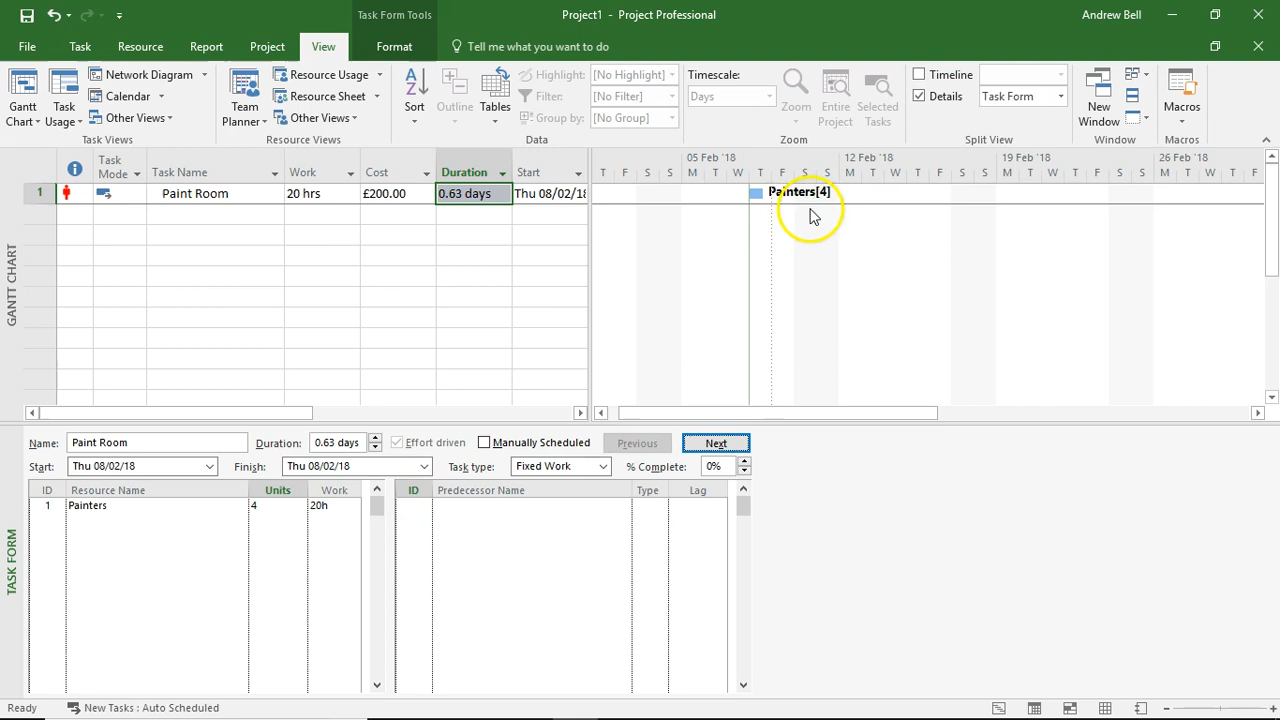 Task Form Tools
Project1 - Project Professional
Andrew Bell
File Task Resource Report Project View Format Tell me what you want to do
Gantt Chart
Task Usage
Network Diagram
Calendar
Other Views
Task Views
Team Planner
Resource Usage
Resource Sheet
Other Views
Resource Views
Sort
Outline
Tables
Highlight: [No Highlight]
Filter: [No Filter]
Group by: [No Group]
Data
Timescale:
Days
Zoom
Entire Project
Selected Tasks
Zoom
Timeline
Details Task Form
Split View
New Window
Window
Macros
Macros
Task Mode Task Name Work Cost Duration Start
1 Paint Room 20 hrs £200.00 0.63 days Thu 08/02/18
05 Feb '18 12 Feb '18 19 Feb '18 26 Feb '18
T F S S M T W T F S S M T W T F S S M T W T F S S M T W T F
Painters[4]
GANTT CHART
Name: Paint Room Duration: 0.63 days Effort driven Manually Scheduled Previous Next
Start: Thu 08/02/18 Finish: Thu 08/02/18 Task type: Fixed Work % Complete: 0%
ID Resource Name Units Work
1 Painters 4 20h
ID Predecessor Name Type Lag
TASK FORM
Ready New Tasks : Auto Scheduled